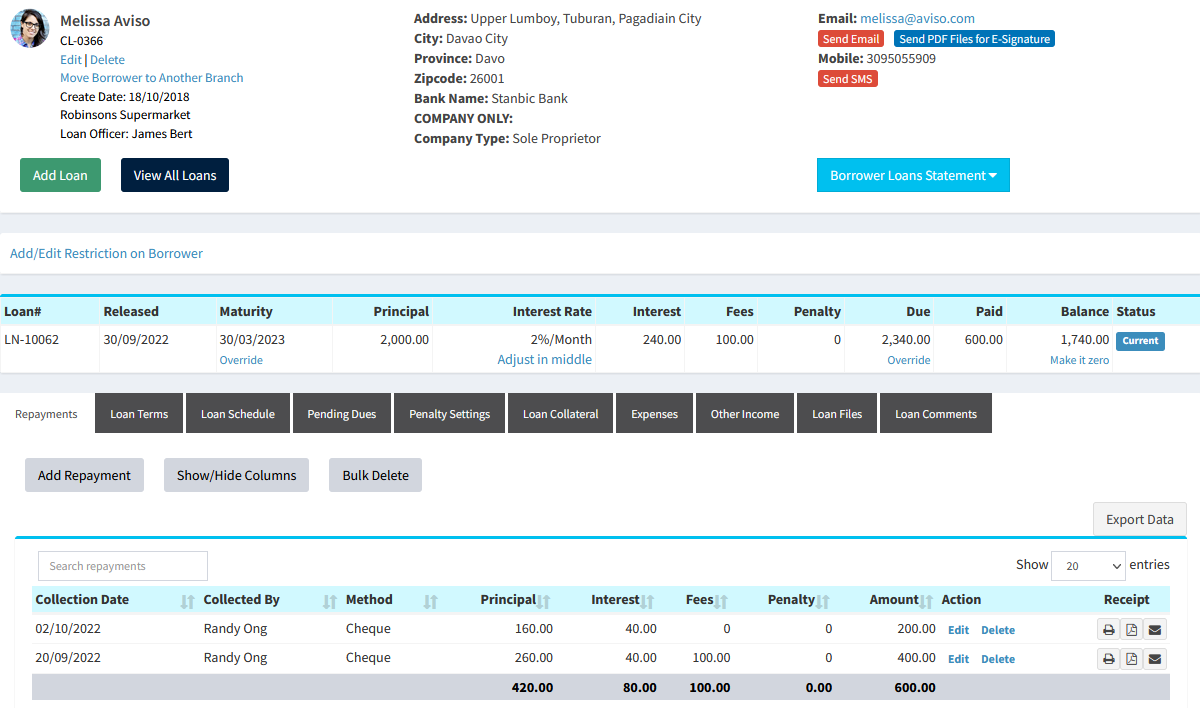 Melissa Aviso
CL-0366
Edit | Delete
Move Borrower to Another Branch
Create Date: 18/10/2018
Robinsons Supermarket
Loan Officer: James Bert
Address: Upper Lumboy, Tuburan, Pagadiain City
City: Davao City
Province: Davo
Zipcode: 26001
Bank Name: Stanbic Bank
COMPANY ONLY:
Company Type: Sole Proprietor
Email: melissa@aviso.com
Send Email Send PDF Files for E-Signature
Mobile: 3095055909
Send SMS
Add Loan View All Loans Borrower Loans Statement
Add/Edit Restriction on Borrower
Loan# Released Maturity Principal Interest Rate Interest Fees Penalty Due Paid Balance Status
LN-10062 30/09/2022 30/03/2023 2,000.00 2%/Month 240.00 100.00 0 2,340.00 600.00 1,740.00 Current
Override Adjust in middle Override Make it zero
Repayments Loan Terms Loan Schedule Pending Dues Penalty Settings Loan Collateral Expenses Other Income Loan Files Loan Comments
Add Repayment Show/Hide Columns Bulk Delete
Export Data
Search repayments Show 20 entries
Collection Date Collected By Method Principal Interest Fees Penalty Amount Action Receipt
02/10/2022 Randy Ong Cheque 160.00 40.00 0 0 200.00 Edit Delete
20/09/2022 Randy Ong Cheque 260.00 40.00 100.00 0 400.00 Edit Delete
420.00 80.00 100.00 0.00 600.00